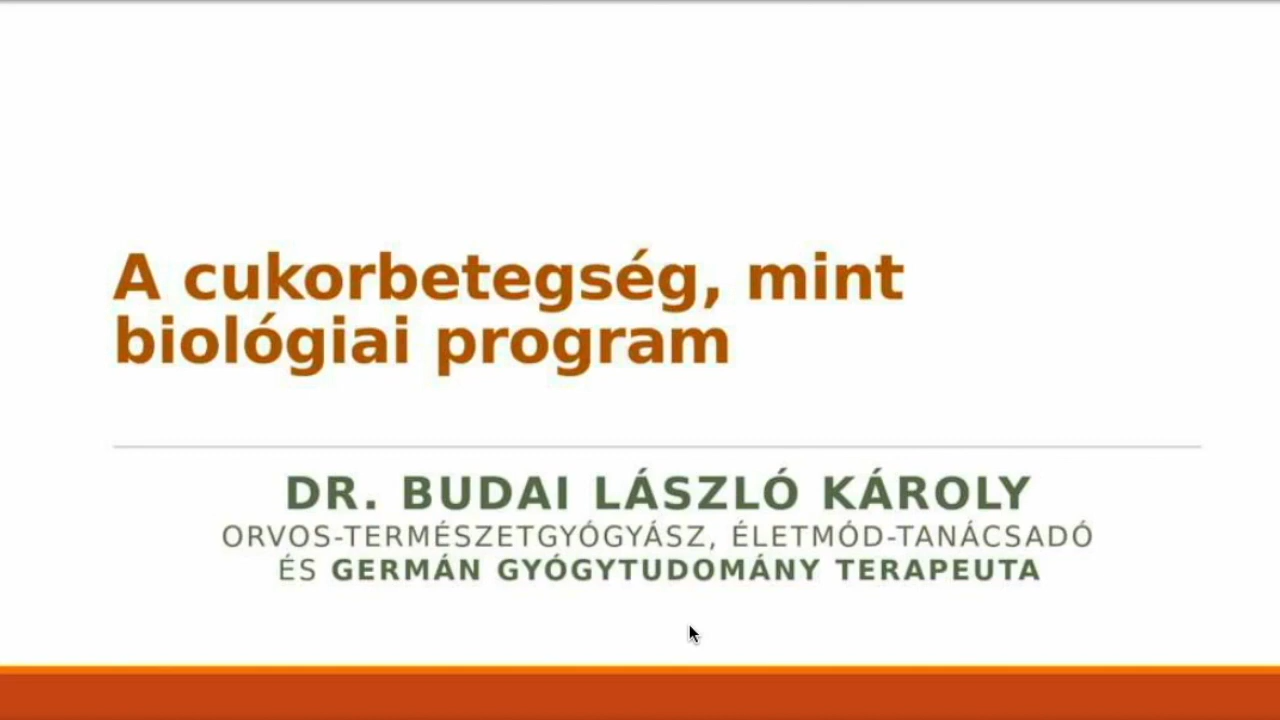 A cukorbetegség, mint
biológiai program
DR. BUDAI LÁSZLÓ KÁROLY
ORVOS-TERMÉSZETGYÓGYÁSZ, ÉLETMÓD-TANÁCSADÓ
ÉS GERMÁN GYÓGYTUDOMÁNY TERAPEUTA